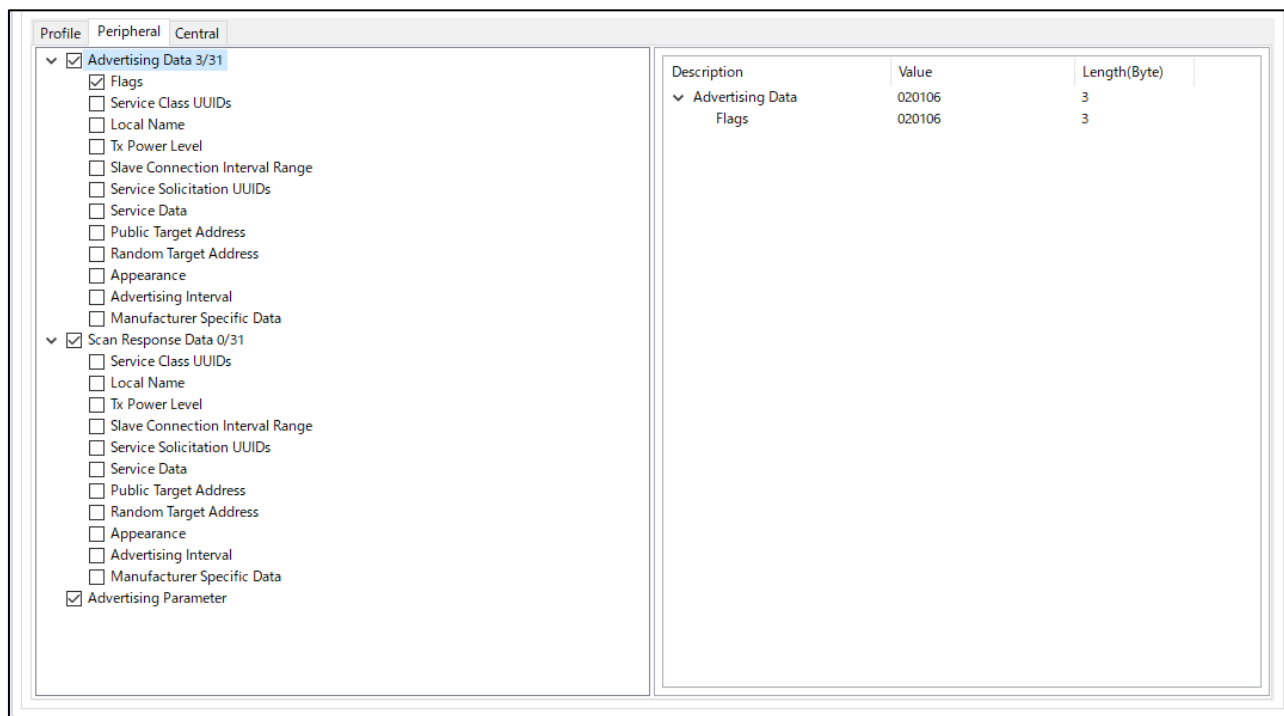 Profile Peripheral Central
Advertising Data 3/31
Flags
Service Class UUIDs
Local Name
Tx Power Level
Slave Connection Interval Range
Service Solicitation UUIDs
Service Data
Public Target Address
Random Target Address
Appearance
Advertising Interval
Manufacturer Specific Data
Scan Response Data 0/31
Service Class UUIDs
Local Name
Tx Power Level
Slave Connection Interval Range
Service Solicitation UUIDs
Service Data
Public Target Address
Random Target Address
Appearance
Advertising Interval
Manufacturer Specific Data
Advertising Parameter
Description Value Length(Byte)
Advertising Data 020106 3
Flags 020106 3